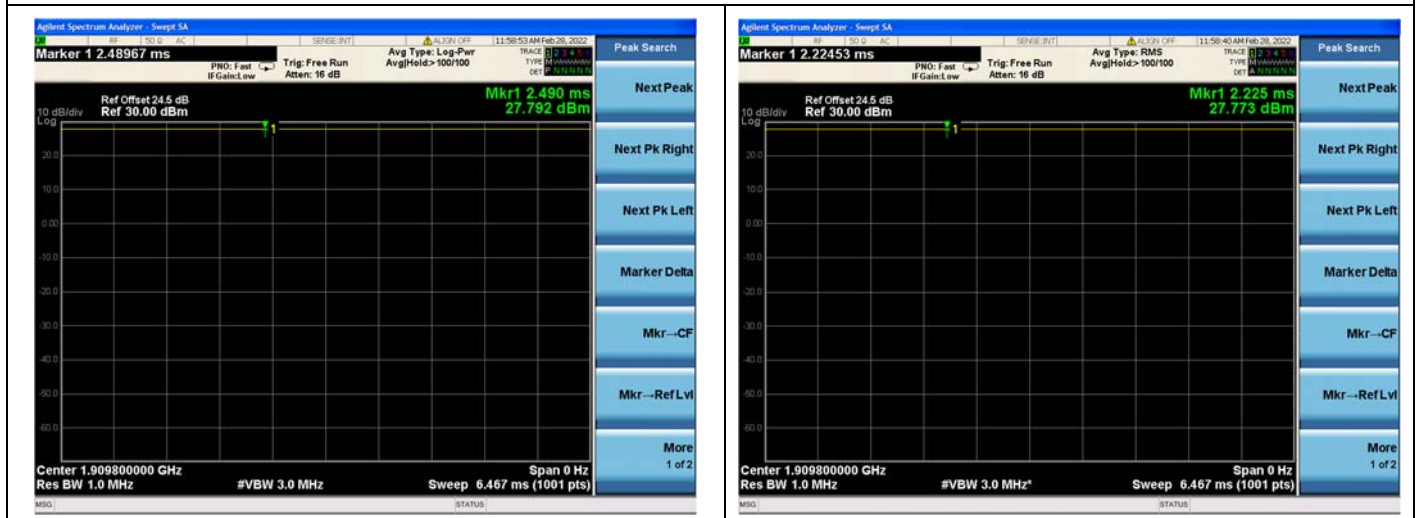 Agilent Spectrum Analyzer - Swept SA
RF 50 Ω AC SENSE:INT ALIGN OFF 11:58:53 AM Feb 28, 2022
Marker 1 2.48967 ms
PNO: Fast
IFGain:Low
Trig: Free Run
Atten: 16 dB
Avg Type: Log-Pwr
Avg|Hold:>100/100
TRACE 1 2 3 4 5 6
TYPE M
DET P N N N N N
Ref Offset 24.5 dB
Ref 30.00 dBm
10 dB/div
Log
Mkr1 2.490 ms
27.792 dBm
1
20.0
10.0
0.00
-10.0
-20.0
-30.0
-40.0
-50.0
-60.0
Center 1.909800000 GHz
Span 0 Hz
Res BW 1.0 MHz
#VBW 3.0 MHz
Sweep 6.467 ms (1001 pts)
MSG
STATUS
Peak Search
Next Peak
Next Pk Right
Next Pk Left
Marker Delta
Mkr→CF
Mkr→Ref Lvl
More
1 of 2
Agilent Spectrum Analyzer - Swept SA
RF 50 Ω AC SENSE:INT ALIGN OFF 11:58:40 AM Feb 28, 2022
Marker 1 2.22453 ms
PNO: Fast
IFGain:Low
Trig: Free Run
Atten: 16 dB
Avg Type: RMS
Avg|Hold:>100/100
TRACE 1 2 3 4 5 6
TYPE M
DET A N N N N N
Ref Offset 24.5 dB
Ref 30.00 dBm
10 dB/div
Log
Mkr1 2.225 ms
27.773 dBm
1
20.0
10.0
0.00
-10.0
-20.0
-30.0
-40.0
-50.0
-60.0
Center 1.909800000 GHz
Span 0 Hz
Res BW 1.0 MHz
#VBW 3.0 MHz*
Sweep 6.467 ms (1001 pts)
MSG
STATUS
Peak Search
Next Peak
Next Pk Right
Next Pk Left
Marker Delta
Mkr→CF
Mkr→Ref Lvl
More
1 of 2